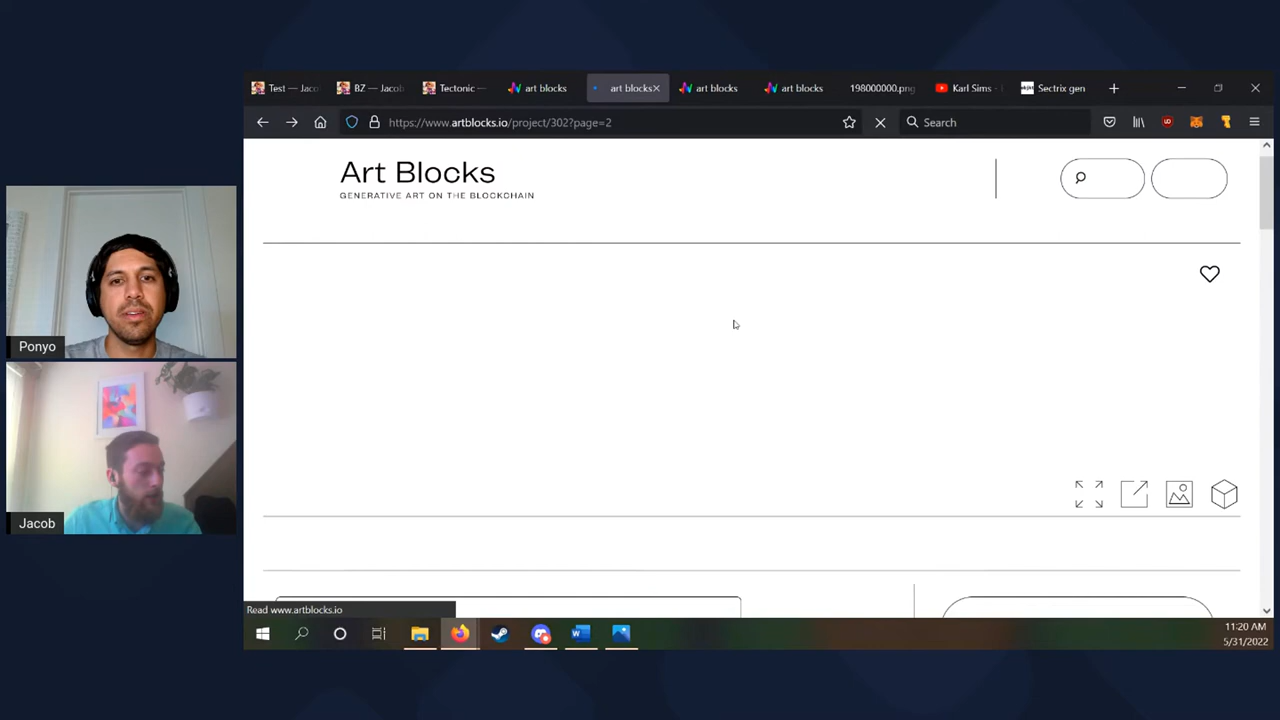 Test — Jaco
BZ — Jacob
Tectonic —
art blocks
art blocks
art blocks
art blocks
198000000.png
Karl Sims -
Sectrix gen
https://www.artblocks.io/project/302?page=2
Search
Art Blocks
GENERATIVE ART ON THE BLOCKCHAIN
Ponyo
Jacob
Read www.artblocks.io
11:20 AM
5/31/2022